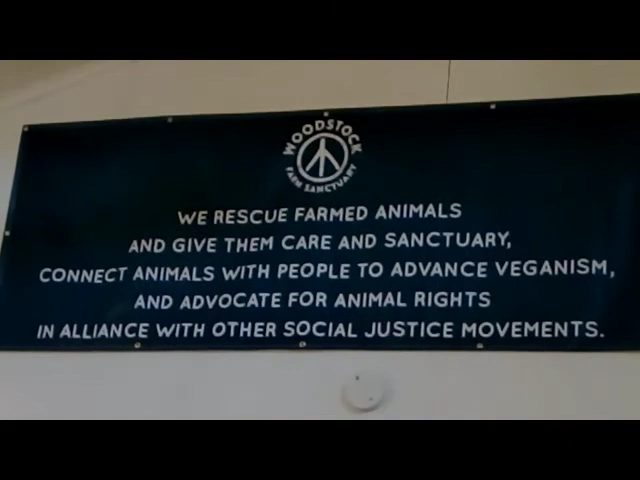 WOODSTOCK
FARM SANCTUARY
WE RESCUE FARMED ANIMALS
AND GIVE THEM CARE AND SANCTUARY,
CONNECT ANIMALS WITH PEOPLE TO ADVANCE VEGANISM,
AND ADVOCATE FOR ANIMAL RIGHTS
IN ALLIANCE WITH OTHER SOCIAL JUSTICE MOVEMENTS.